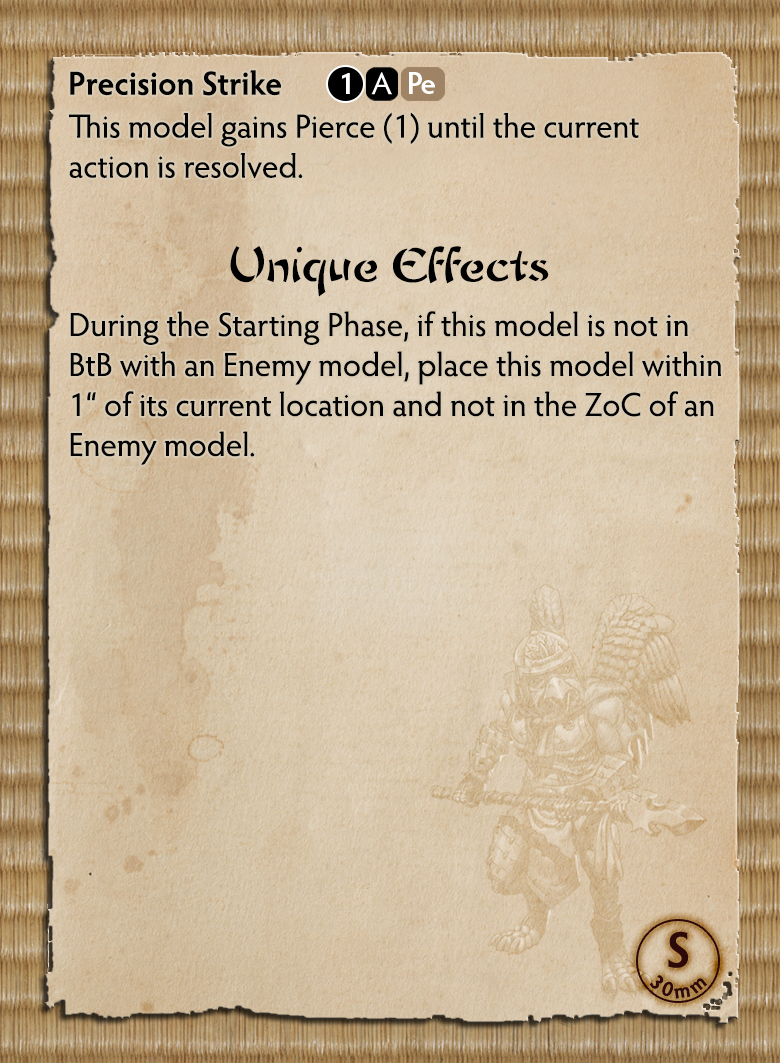 Precision Strike 1 A Pe
This model gains Pierce (1) until the current
action is resolved.
Unique Effects
During the Starting Phase, if this model is not in
BtB with an Enemy model, place this model within
1“ of its current location and not in the ZoC of an
Enemy model.
S
30mm